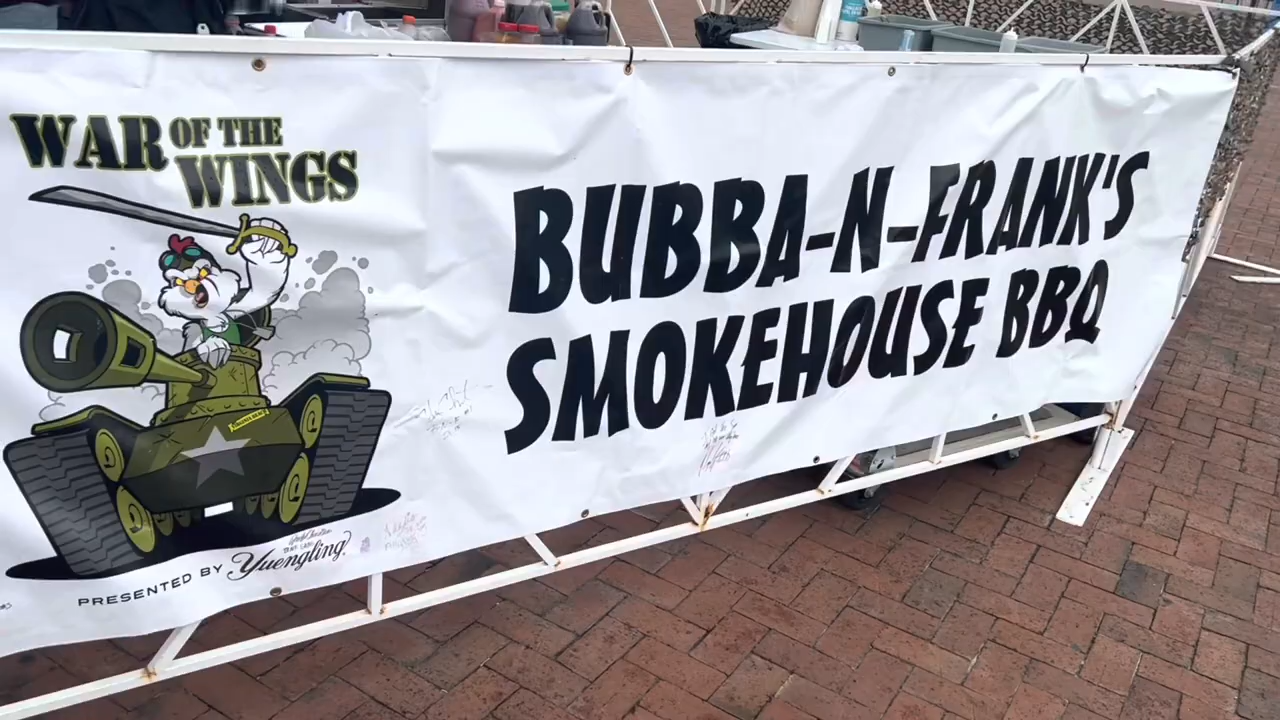 WAR OF THE
WINGS
PRESENTED BY Yuengling
BUBBA-N-FRANK'S
SMOKEHOUSE BBQ